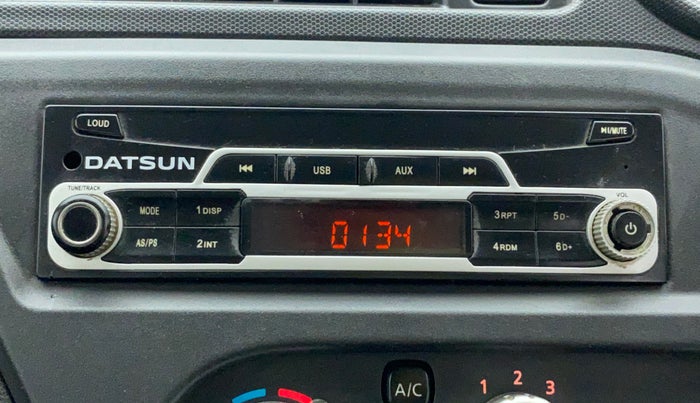 LOUD
▶II/MUTE
DATSUN
⏮ USB AUX ⏭
TUNE/TRACK
VOL
MODE 1 DISP 3 RPT 5 D-
0134
AS/PS 2 INT 4 RDM 6 D+
A/C
1 2 3